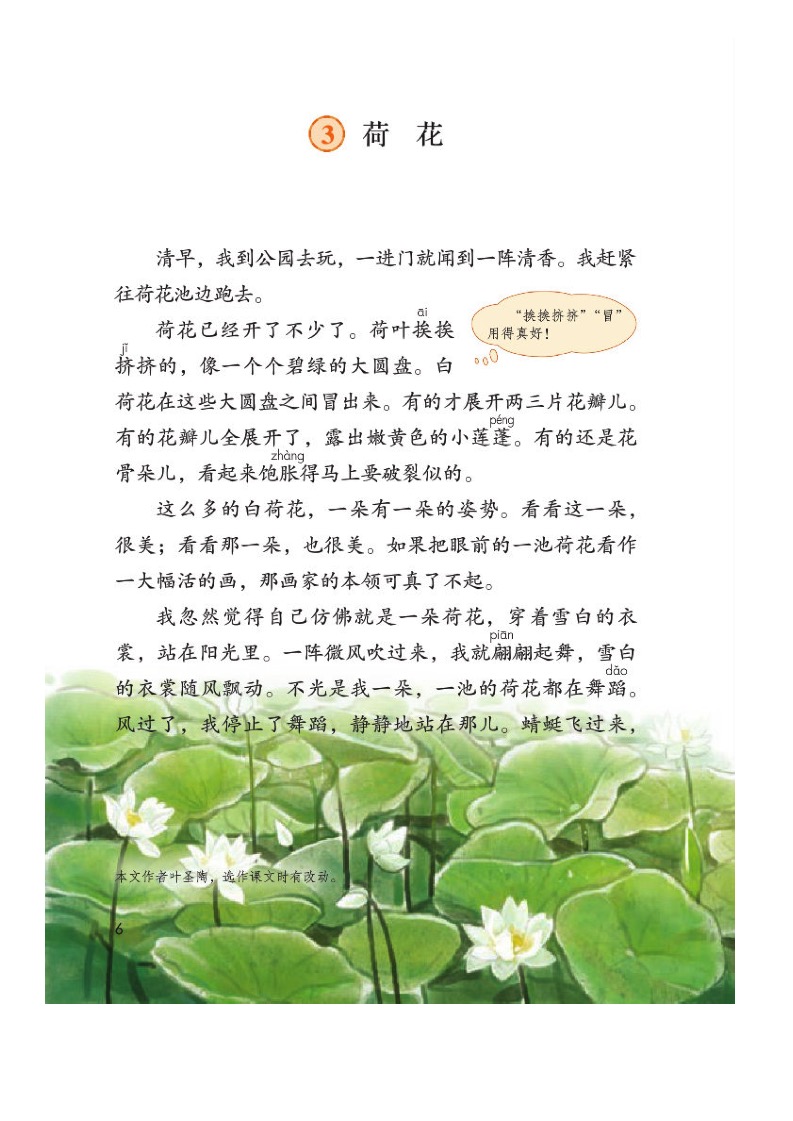 3 荷 花
清早，我到公园去玩，一进门就闻到一阵清香。我赶紧
往荷花池边跑去。
āi
荷花已经开了不少了。荷叶挨挨
“挨挨挤挤”“冒”
用得真好！
jǐ
挤挤的，像一个个碧绿的大圆盘。白
荷花在这些大圆盘之间冒出来。有的才展开两三片花瓣儿。
péng
有的花瓣儿全展开了，露出嫩黄色的小莲蓬。有的还是花
zhàng
骨朵儿，看起来饱胀得马上要破裂似的。
这么多的白荷花，一朵有一朵的姿势。看看这一朵，
很美；看看那一朵，也很美。如果把眼前的一池荷花看作
一大幅活的画，那画家的本领可真了不起。
我忽然觉得自己仿佛就是一朵荷花，穿着雪白的衣
piān
裳，站在阳光里。一阵微风吹过来，我就翩翩起舞，雪白
dǎo
的衣裳随风飘动。不光是我一朵，一池的荷花都在舞蹈。
风过了，我停止了舞蹈，静静地站在那儿。蜻蜓飞过来，
本文作者叶圣陶，选作课文时有改动。
6